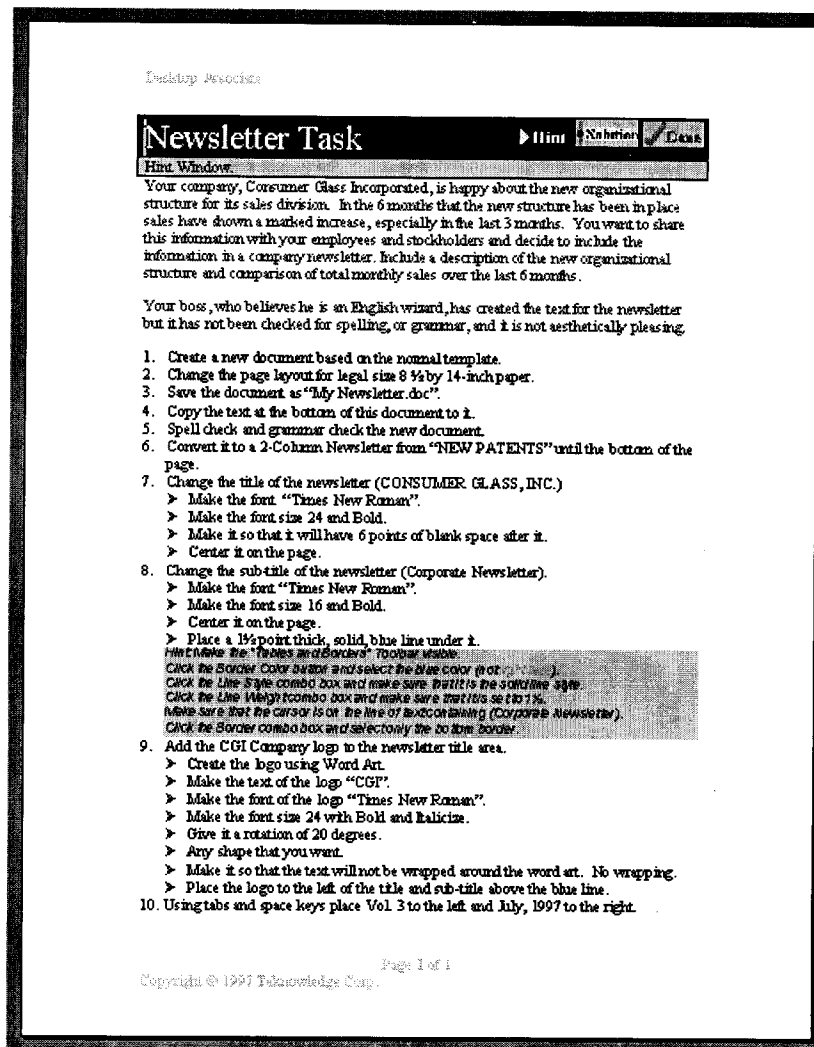 Desktop Associate
Newsletter Task
Hint Solution Done
Hint Window.
Your company, Consumer Glass Incorporated, is happy about the new organizational
structure for its sales division. In the 6 months that the new structure has been in place
sales have shown a marked increase, especially in the last 3 months. You want to share
this information with your employees and stockholders and decide to include the
information in a company newsletter. Include a description of the new organizational
structure and comparison of total monthly sales over the last 6 months.
Your boss, who believes he is an English wizard, has created the text for the newsletter
but it has not been checked for spelling, or grammar, and it is not aesthetically pleasing.
1. Create a new document based on the normal template.
2. Change the page layout for legal size 8 ½ by 14-inch paper.
3. Save the document as "My Newsletter.doc".
4. Copy the text at the bottom of this document to it.
5. Spell check and grammar check the new document.
6. Convert it to a 2-Column Newsletter from "NEW PATENTS" until the bottom of the
page.
7. Change the title of the newsletter (CONSUMER GLASS, INC.)
➢ Make the font "Times New Roman".
➢ Make the font size 24 and Bold.
➢ Make it so that it will have 6 points of blank space after it.
➢ Center it on the page.
8. Change the sub-title of the newsletter (Corporate Newsletter).
➢ Make the font "Times New Roman".
➢ Make the font size 16 and Bold.
➢ Center it on the page.
➢ Place a 1½ point thick, solid, blue line under it.
Hint Make the "Tables and Borders" Toolbar visible.
Click the Border Color button and select the blue color (not ).
Click the Line Style combo box and make sure that it is the solid line style.
Click the Line Weight combo box and make sure that it is set to 1½.
Make sure that the cursor is on the line of text containing (Corporate Newsletter).
Click the Border combo box and select only the bottom border.
9. Add the CGI Company logo to the newsletter title area.
➢ Create the logo using Word Art.
➢ Make the text of the logo "CGI".
➢ Make the font of the logo "Times New Roman".
➢ Make the font size 24 with Bold and Italicize.
➢ Give it a rotation of 20 degrees.
➢ Any shape that you want.
➢ Make it so that the text will not be wrapped around the word art. No wrapping.
➢ Place the logo to the left of the title and sub-title above the blue line.
10. Using tabs and space keys place Vol. 3 to the left and July, 1997 to the right.
Page 1 of 1
Copyright © 1997 Teknowledge Corp.